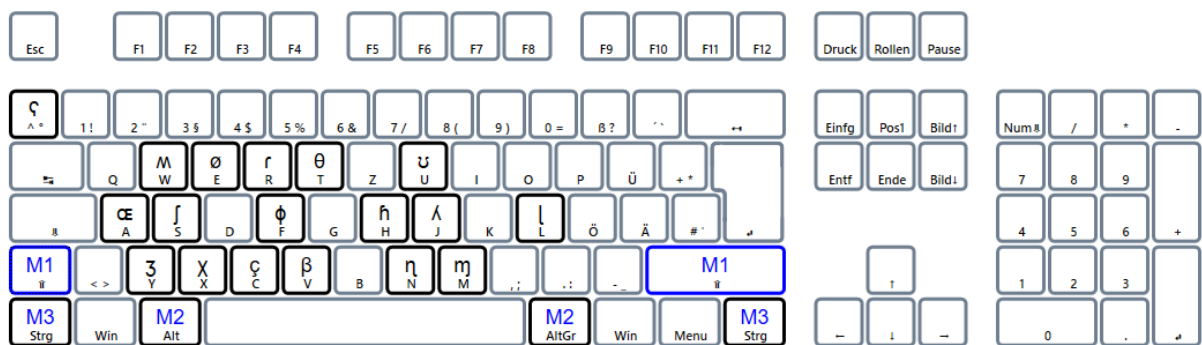 Esc F1 F2 F3 F4 F5 F6 F7 F8 F9 F10 F11 F12 Druck Rollen Pause
ʕ
^ ° 1 ! 2 " 3 § 4 $ 5 % 6 & 7 / 8 ( 9 ) 0 = ß ? ´ ` ↤ Einfg Pos1 Bild↑ Num⇭ / * -
ʍ ø ɾ θ ʊ
↹ Q W E R T Z U I O P Ü + * Entf Ende Bild↓ 7 8 9
œ ʃ ɸ ħ ʎ ɭ
⇭ A S D F G H J K L Ö Ä # ' ↲ 4 5 6 +
M1 ʒ χ ç β ɳ ɱ M1
⇧ < > Y X C V B N M , ; . : - _ ⇧ ↑ 1 2 3
M3 M2 M2 M3
Strg Win Alt AltGr Win Menu Strg ← ↓ → 0 . ↲